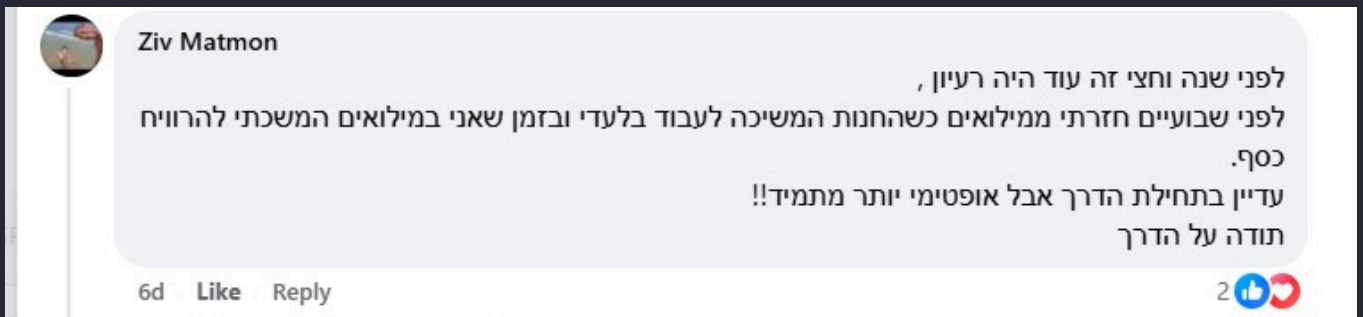 Ziv Matmon
לפני שנה וחצי זה עוד היה רעיון ,
לפני שבועיים חזרתי ממילואים כשהחנות המשיכה לעבוד בלעדי ובזמן שאני במילואים המשכתי להרוויח
כסף.
עדיין בתחילת הדרך אבל אופטימי יותר מתמיד!!
תודה על הדרך
6d Like Reply 2